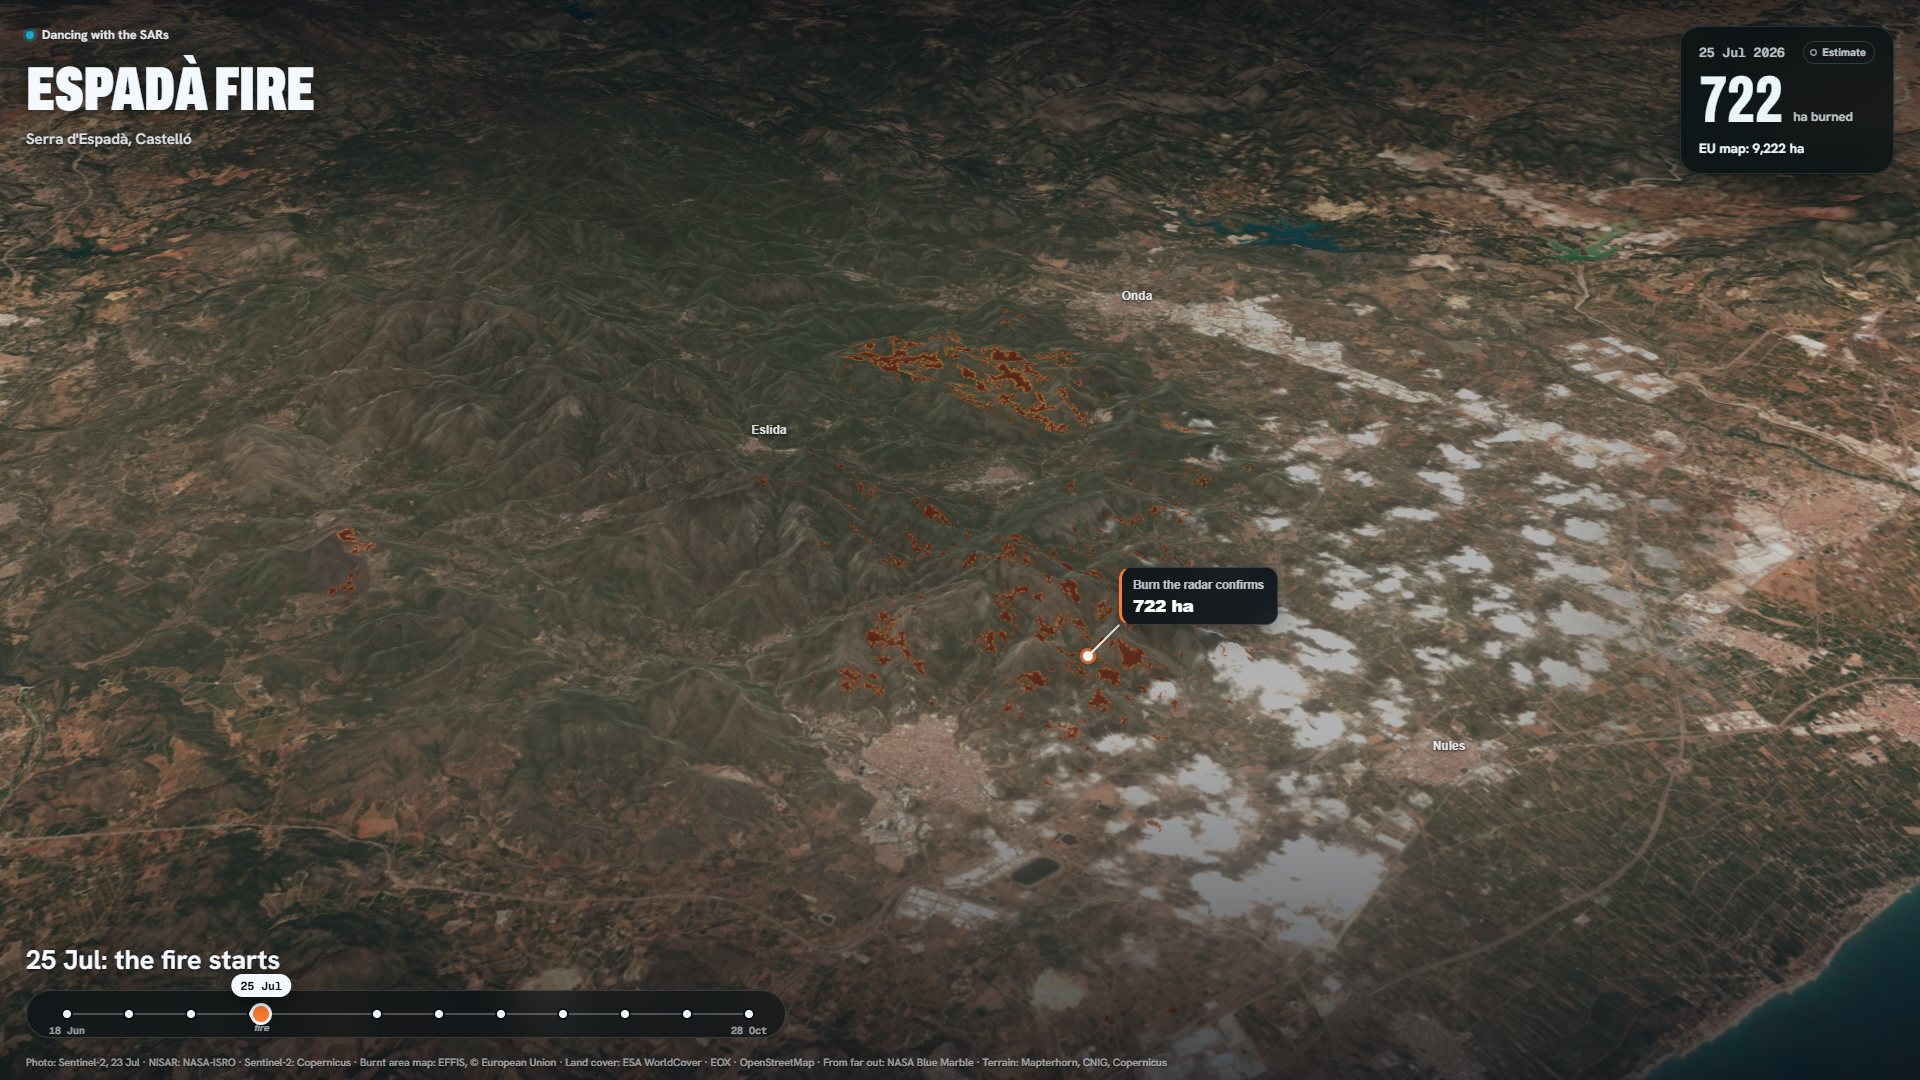 Dancing with the SARs
ESPADÀ FIRE
Serra d'Espadà, Castelló
25 Jul 2026
Estimate
722 ha burned
EU map: 9,222 ha
Onda
Eslida
Burn the radar confirms
722 ha
Nules
25 Jul: the fire starts
25 Jul
fire
18 Jun
28 Oct
Photo: Sentinel-2, 23 Jul · NISAR: NASA-ISRO · Sentinel-2: Copernicus · Burnt area map: EFFIS, © European Union · Land cover: ESA WorldCover · EOX · OpenStreetMap · From far out: NASA Blue Marble · Terrain: Mapterhorn, CNIG, Copernicus